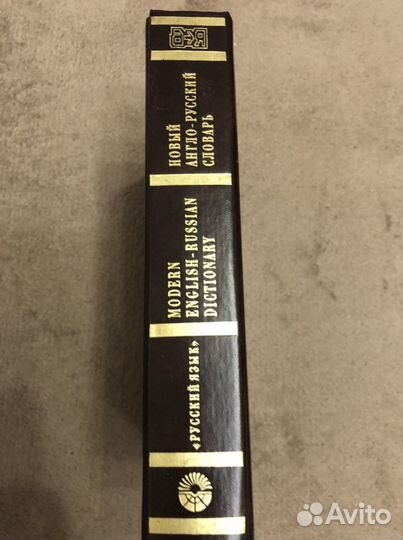 НОВЫЙ
АНГЛО-РУССКИЙ
СЛОВАРЬ
MODERN
ENGLISH-RUSSIAN
DICTIONARY
«РУССКИЙ ЯЗЫК»
Avito